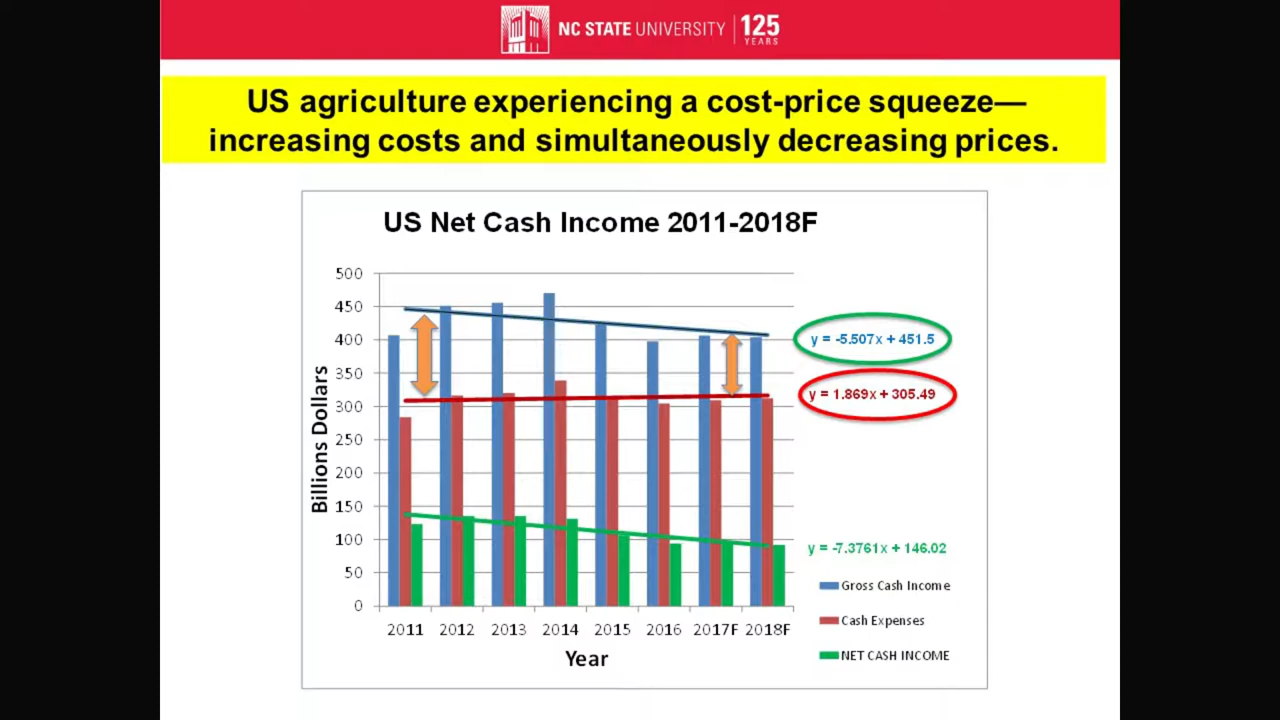 NC STATE UNIVERSITY 125 YEARS
US agriculture experiencing a cost-price squeeze—
increasing costs and simultaneously decreasing prices.
US Net Cash Income 2011-2018F
Billions Dollars
500
450
400
350
300
250
200
150
100
50
0
2011 2012 2013 2014 2015 2016 2017F 2018F
Year
y = -5.507x + 451.5
y = 1.869x + 305.49
y = -7.3761x + 146.02
Gross Cash Income
Cash Expenses
NET CASH INCOME